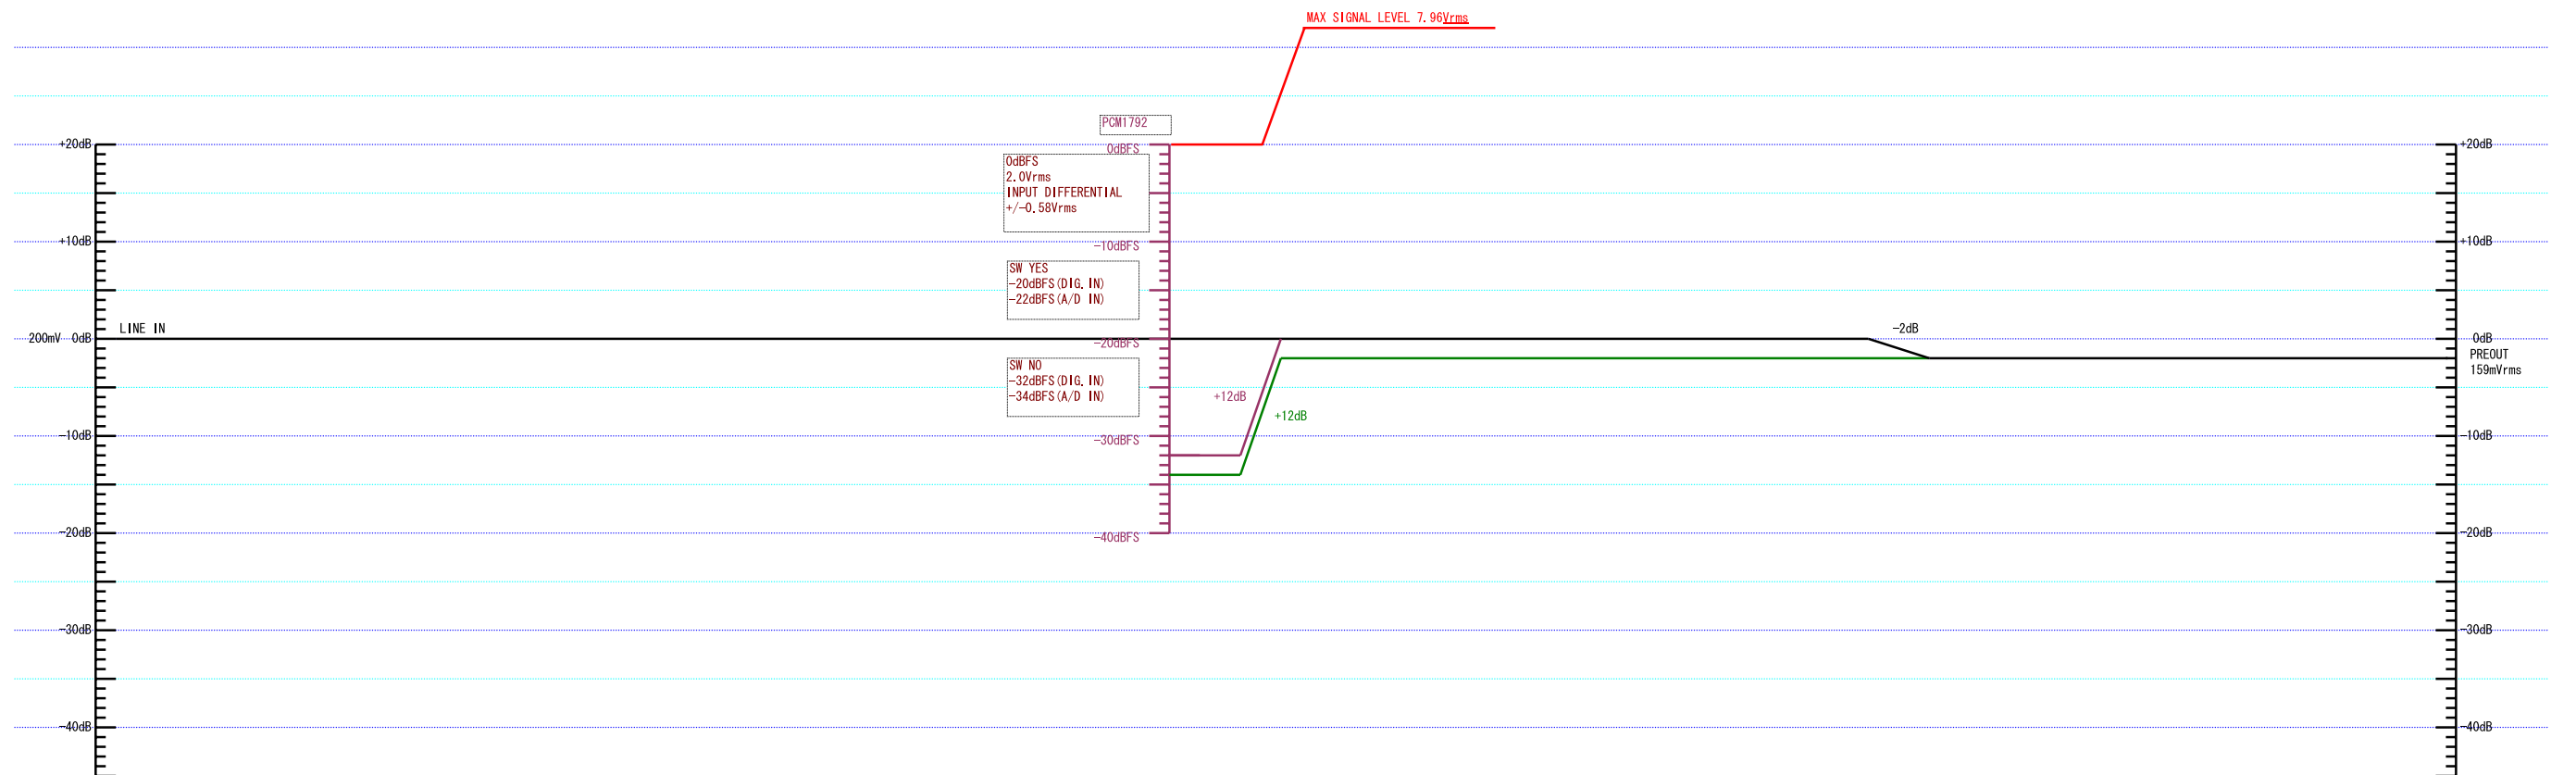 MAX SIGNAL LEVEL 7.96Vrms
PCM1792
+20dB
0dBFS
+20dB
0dBFS
2.0Vrms
INPUT DIFFERENTIAL
+/-0.58Vrms
+10dB
-10dBFS
+10dB
SW YES
-20dBFS(DIG.IN)
-22dBFS(A/D IN)
LINE IN
-2dB
200mV 0dB
-20dBFS
0dB
PREOUT
159mVrms
SW NO
-32dBFS(DIG.IN)
-34dBFS(A/D IN)
+12dB
+12dB
-10dB
-30dBFS
-10dB
-20dB
-40dBFS
-20dB
-30dB
-30dB
-40dB
-40dB